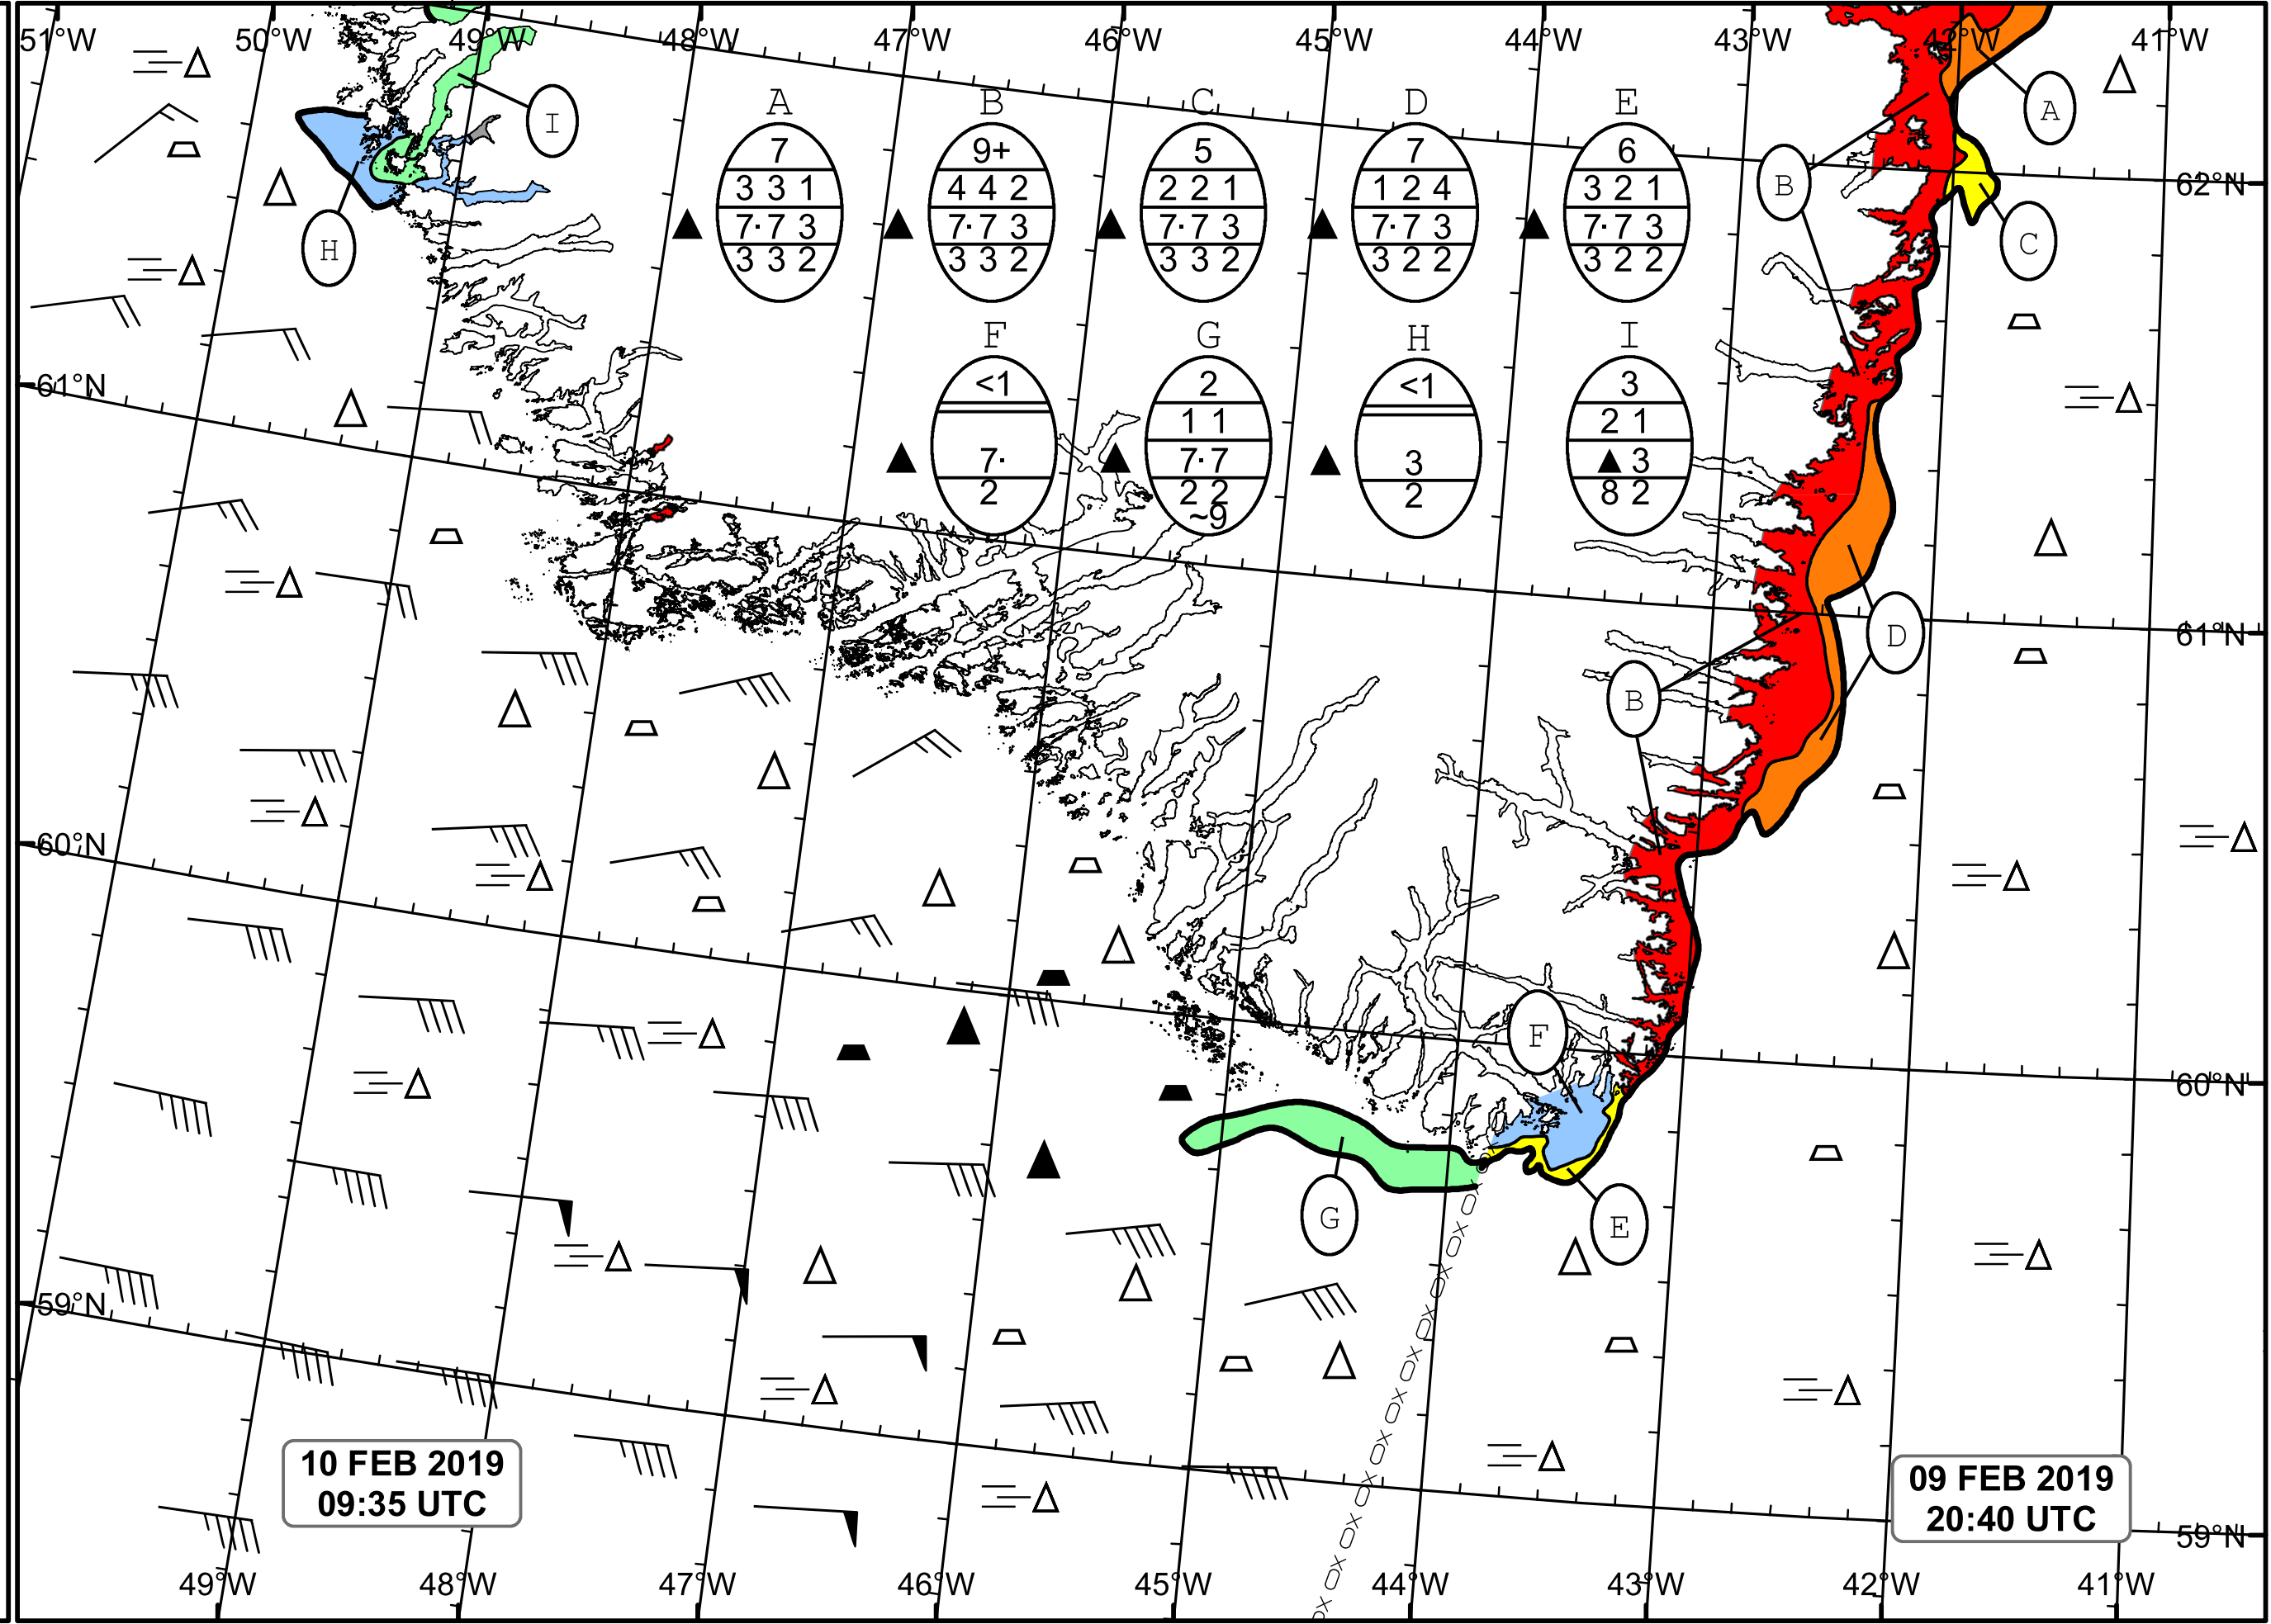 51°W 50°W 49°W 48°W 47°W 46°W 45°W 44°W 43°W 42°W 41°W
A B C D E
7 9+ 5 7 6
3 3 1 4 4 2 2 2 1 1 2 4 3 2 1
7·7 3 7·7 3 7·7 3 7·7 3 7·7 3
3 3 2 3 3 2 3 3 2 3 2 2 3 2 2
F G H I
<1 2 <1 3
1 1 2 1
7· 7·7 3 ▲ 3
2 2 2 2 8 2
~9
I
A
B
H
C
62°N
61°N
D
61°N
B
60°N
F
60°N
G
E
59°N
10 FEB 2019
09:35 UTC
09 FEB 2019
20:40 UTC
59°N
49°W 48°W 47°W 46°W 45°W 44°W 43°W 42°W 41°W